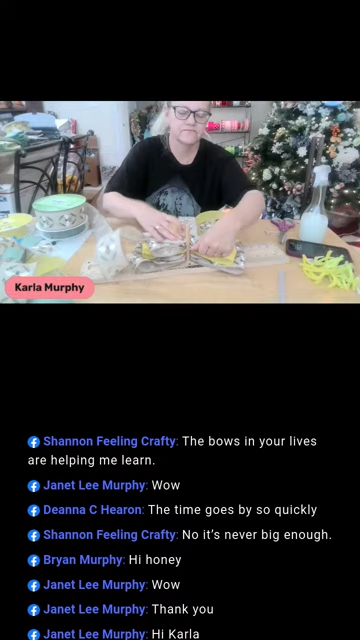 Karla Murphy
Shannon Feeling Crafty: The bows in your lives
are helping me learn.
Janet Lee Murphy: Wow
Deanna C Hearon: The time goes by so quickly
Shannon Feeling Crafty: No it's never big enough.
Bryan Murphy: Hi honey
Janet Lee Murphy: Wow
Janet Lee Murphy: Thank you
Janet Lee Murphy: Hi Karla